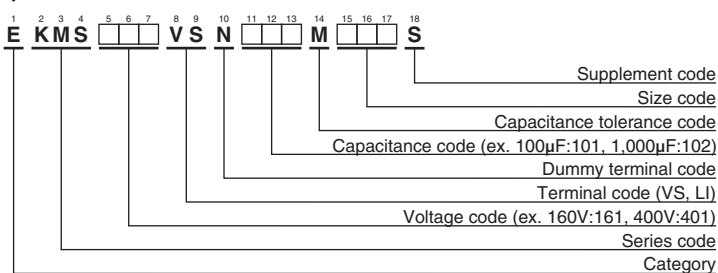 1 2 3 4 5 6 7 8 9 10 11 12 13 14 15 16 17 18
E KMS VS N M S
Supplement code
Size code
Capacitance tolerance code
Capacitance code (ex. 100µF:101, 1,000µF:102)
Dummy terminal code
Terminal code (VS, LI)
Voltage code (ex. 160V:161, 400V:401)
Series code
Category